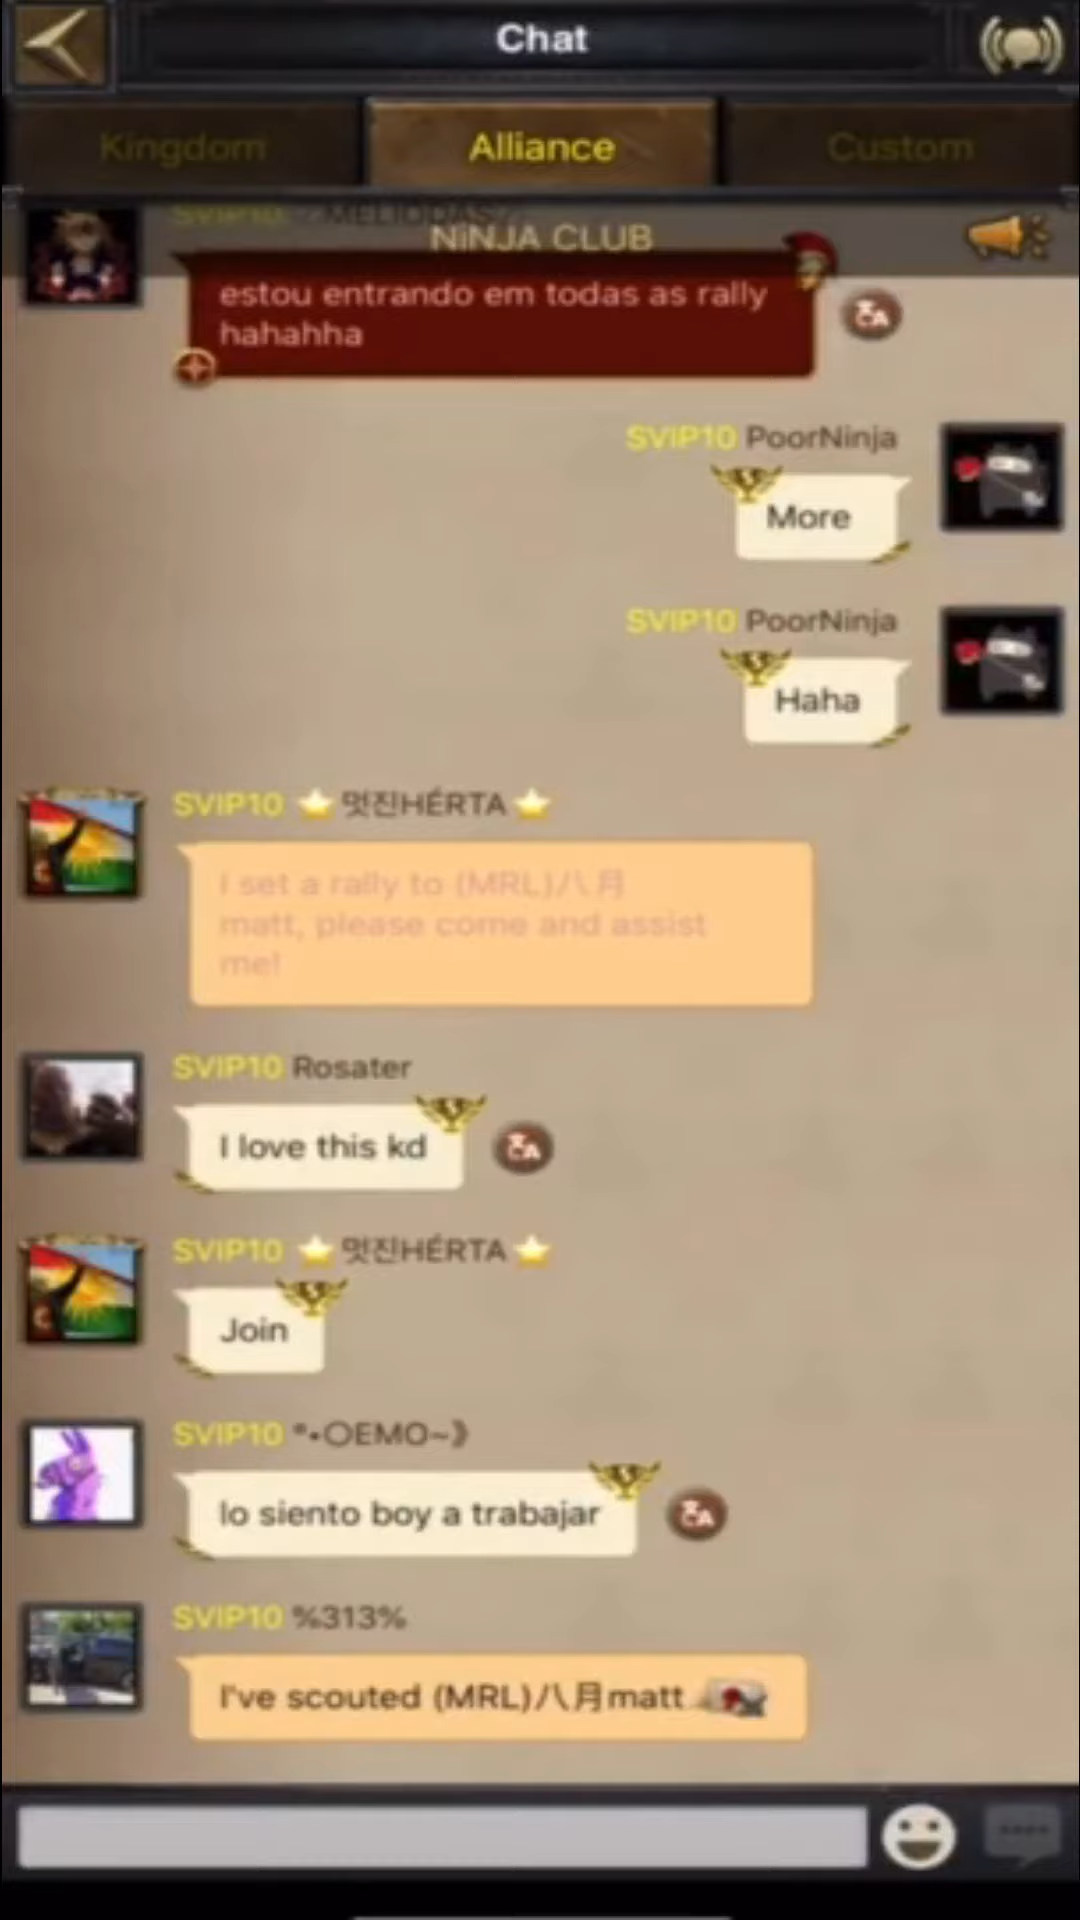 Chat
Kingdom
Alliance
Custom
SVIP10 ♡MELIODAS♡
NiNJA CLUB
estou entrando em todas as rally
hahahha
SVIP10 PoorNinja
More
SVIP10 PoorNinja
Haha
SVIP10 ⭐멋진HÉRTA⭐
I set a rally to (MRL)八月
matt, please come and assist
me!
SVIP10 Rosater
I love this kd
SVIP10 ⭐멋진HÉRTA⭐
Join
SVIP10 °•〇EMO~》
lo siento boy a trabajar
SVIP10 %313%
I've scouted (MRL)八月matt